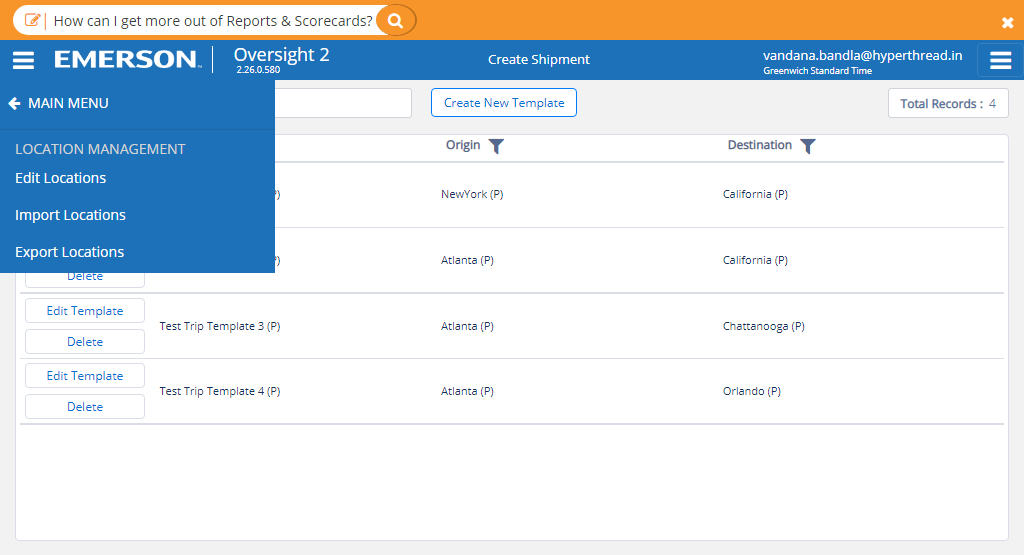 How can I get more out of Reports & Scorecards?
EMERSON™ Oversight 2
2.26.0.580
Create Shipment
vandana.bandla@hyperthread.in
Greenwich Standard Time
MAIN MENU
LOCATION MANAGEMENT
Edit Locations
Import Locations
Export Locations
Create New Template
Total Records : 4
Origin Destination
NewYork (P) California (P)
Atlanta (P) California (P)
Delete
Edit Template
Delete
Test Trip Template 3 (P) Atlanta (P) Chattanooga (P)
Edit Template
Delete
Test Trip Template 4 (P) Atlanta (P) Orlando (P)